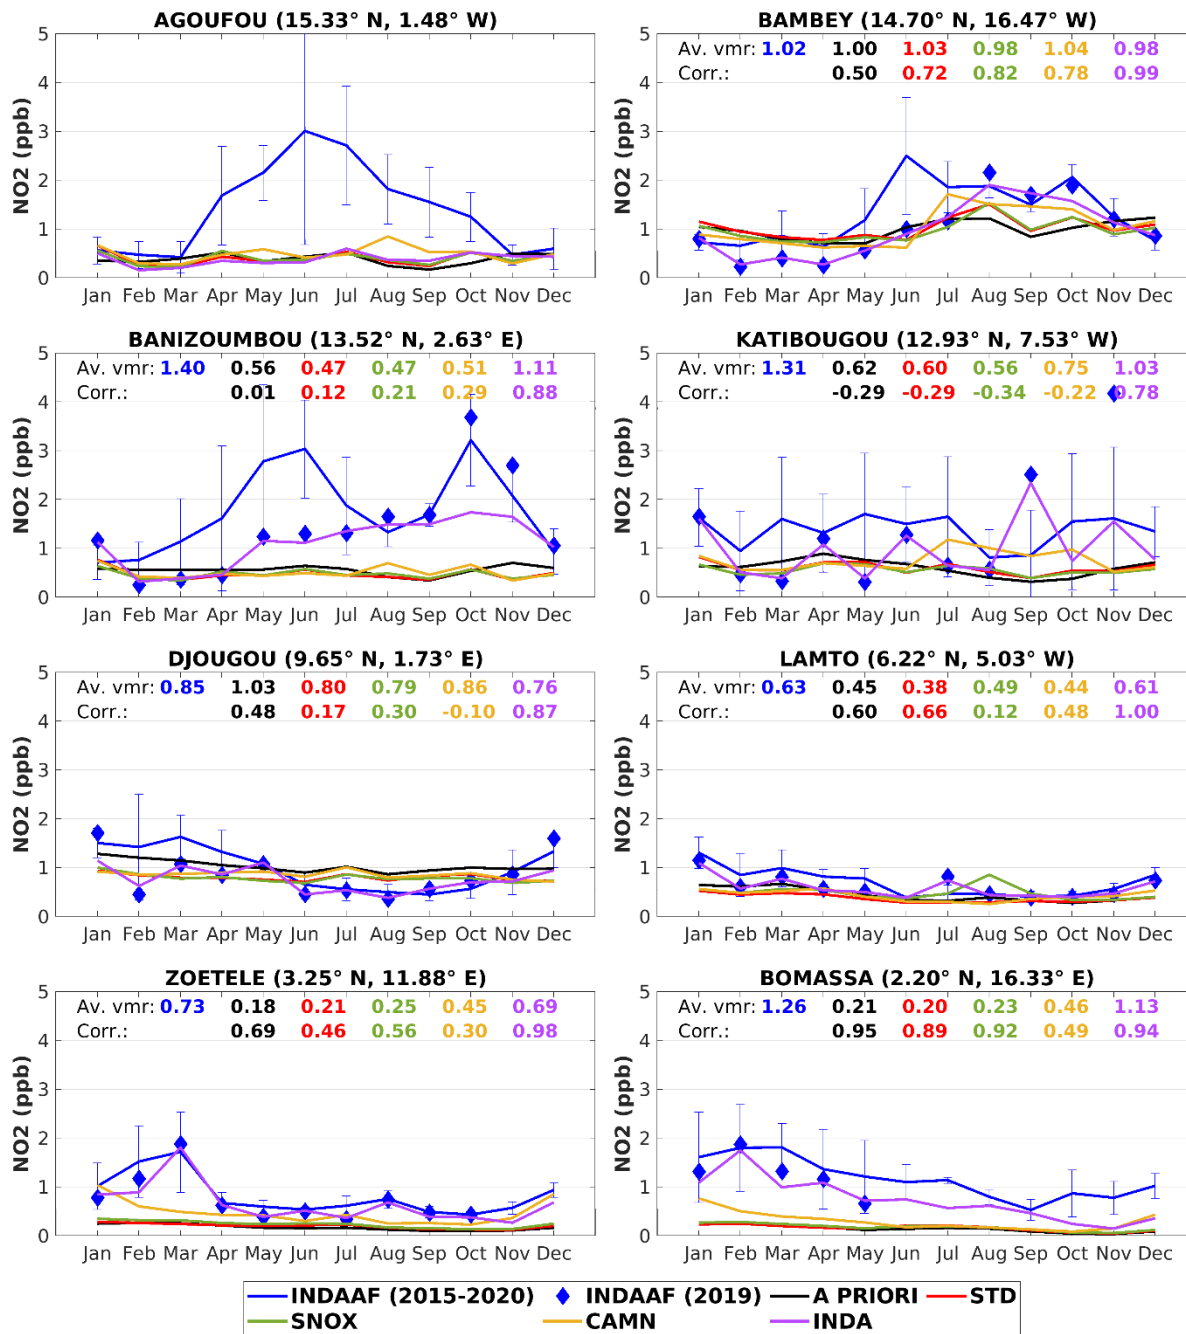 AGOUFOU (15.33° N, 1.48° W)
5
4
3
2
1
0
NO2 (ppb)
Jan Feb Mar Apr May Jun Jul Aug Sep Oct Nov Dec
BAMBEY (14.70° N, 16.47° W)
Av. vmr: 1.02 1.00 1.03 0.98 1.04 0.98
Corr.: 0.50 0.72 0.82 0.78 0.99
5
4
3
2
1
0
NO2 (ppb)
Jan Feb Mar Apr May Jun Jul Aug Sep Oct Nov Dec
BANIZOUMBOU (13.52° N, 2.63° E)
Av. vmr: 1.40 0.56 0.47 0.47 0.51 1.11
Corr.: 0.01 0.12 0.21 0.29 0.88
5
4
3
2
1
0
NO2 (ppb)
Jan Feb Mar Apr May Jun Jul Aug Sep Oct Nov Dec
KATIBOUGOU (12.93° N, 7.53° W)
Av. vmr: 1.31 0.62 0.60 0.56 0.75 1.03
Corr.: -0.29 -0.29 -0.34 -0.22 0.78
5
4
3
2
1
0
NO2 (ppb)
Jan Feb Mar Apr May Jun Jul Aug Sep Oct Nov Dec
DJOUGOU (9.65° N, 1.73° E)
Av. vmr: 0.85 1.03 0.80 0.79 0.86 0.76
Corr.: 0.48 0.17 0.30 -0.10 0.87
5
4
3
2
1
0
NO2 (ppb)
Jan Feb Mar Apr May Jun Jul Aug Sep Oct Nov Dec
LAMTO (6.22° N, 5.03° W)
Av. vmr: 0.63 0.45 0.38 0.49 0.44 0.61
Corr.: 0.60 0.66 0.12 0.48 1.00
5
4
3
2
1
0
NO2 (ppb)
Jan Feb Mar Apr May Jun Jul Aug Sep Oct Nov Dec
ZOETELE (3.25° N, 11.88° E)
Av. vmr: 0.73 0.18 0.21 0.25 0.45 0.69
Corr.: 0.69 0.46 0.56 0.30 0.98
5
4
3
2
1
0
NO2 (ppb)
Jan Feb Mar Apr May Jun Jul Aug Sep Oct Nov Dec
BOMASSA (2.20° N, 16.33° E)
Av. vmr: 1.26 0.21 0.20 0.23 0.46 1.13
Corr.: 0.95 0.89 0.92 0.49 0.94
5
4
3
2
1
0
NO2 (ppb)
Jan Feb Mar Apr May Jun Jul Aug Sep Oct Nov Dec
INDAAF (2015-2020) INDAAF (2019) A PRIORI STD
SNOX CAMN INDA